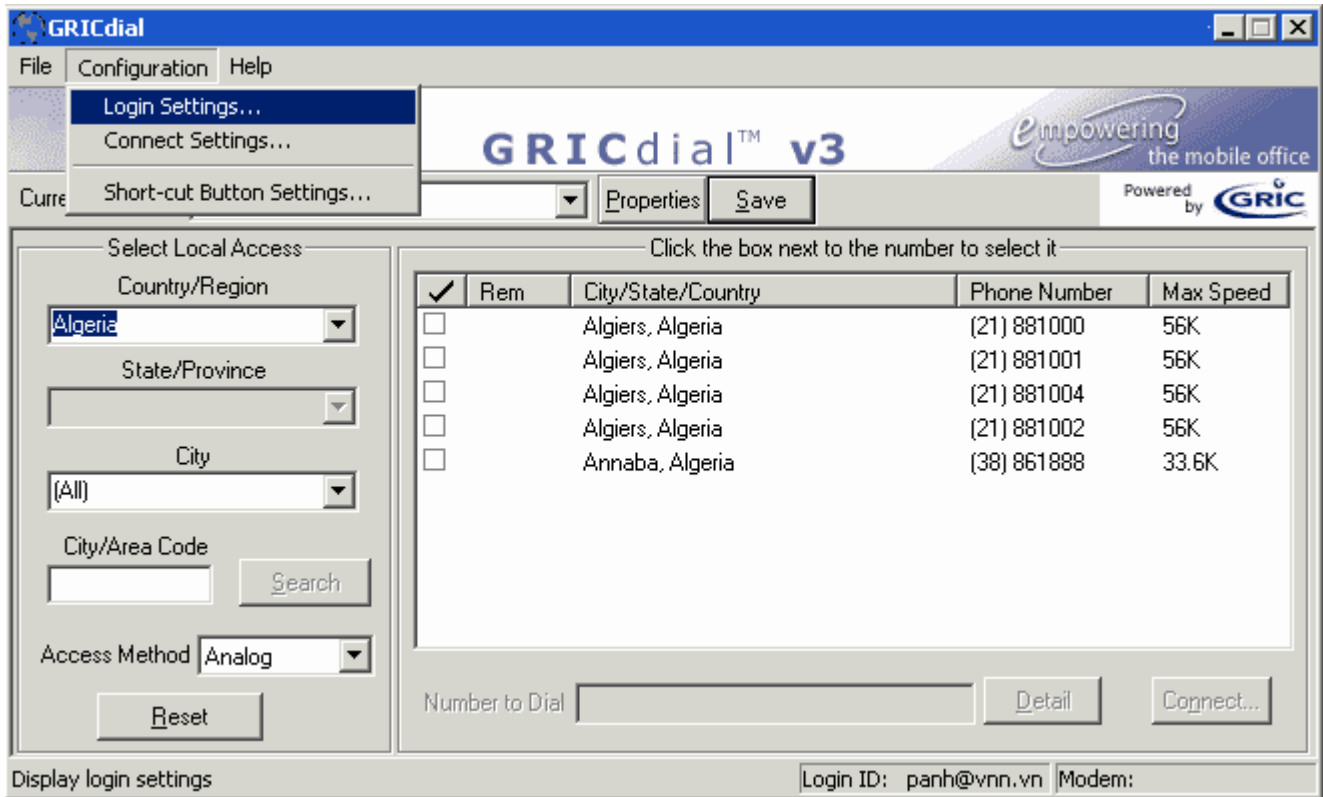 GRICdial
File Configuration Help
Login Settings...
Connect Settings...
Short-cut Button Settings...
GRICdial™ v3
empowering
the mobile office
Curre
Properties Save
Powered
by GRIC
Select Local Access
Country/Region
Algeria
State/Province
City
(All)
City/Area Code
Search
Access Method Analog
Reset
Click the box next to the number to select it
Rem City/State/Country Phone Number Max Speed
Algiers, Algeria (21) 881000 56K
Algiers, Algeria (21) 881001 56K
Algiers, Algeria (21) 881004 56K
Algiers, Algeria (21) 881002 56K
Annaba, Algeria (38) 861888 33.6K
Number to Dial Detail Connect...
Display login settings Login ID: panh@vnn.vn Modem: